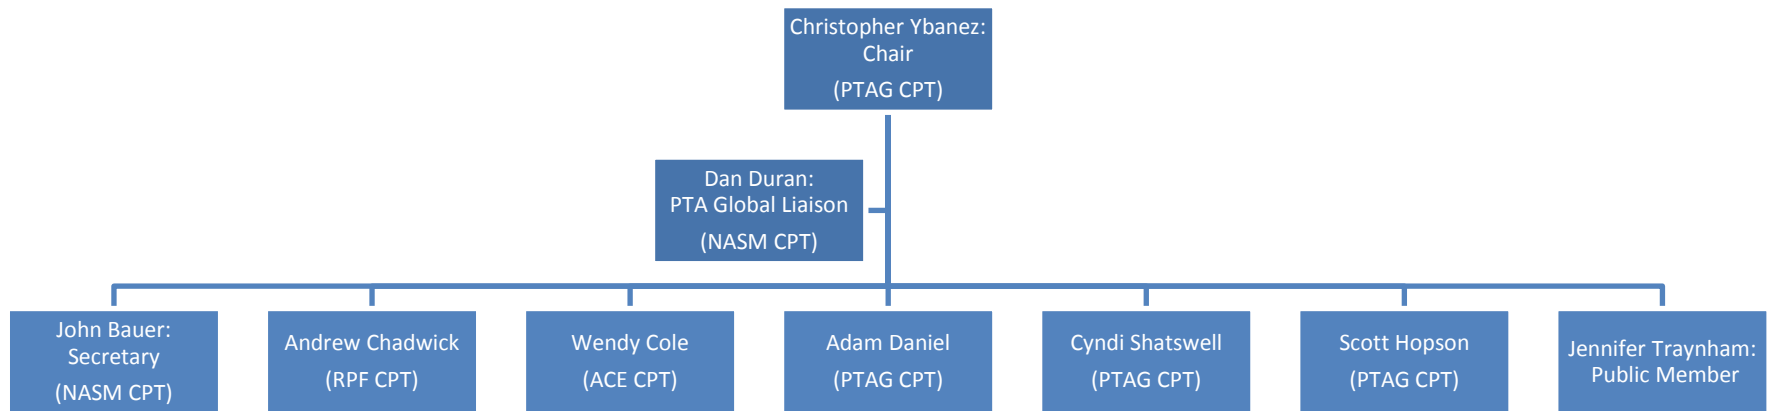 Christopher Ybanez:
Chair
(PTAG CPT)
Dan Duran:
PTA Global Liaison
(NASM CPT)
John Bauer:
Secretary
(NASM CPT)
Andrew Chadwick
(RPF CPT)
Wendy Cole
(ACE CPT)
Adam Daniel
(PTAG CPT)
Cyndi Shatswell
(PTAG CPT)
Scott Hopson
(PTAG CPT)
Jennifer Traynham:
Public Member